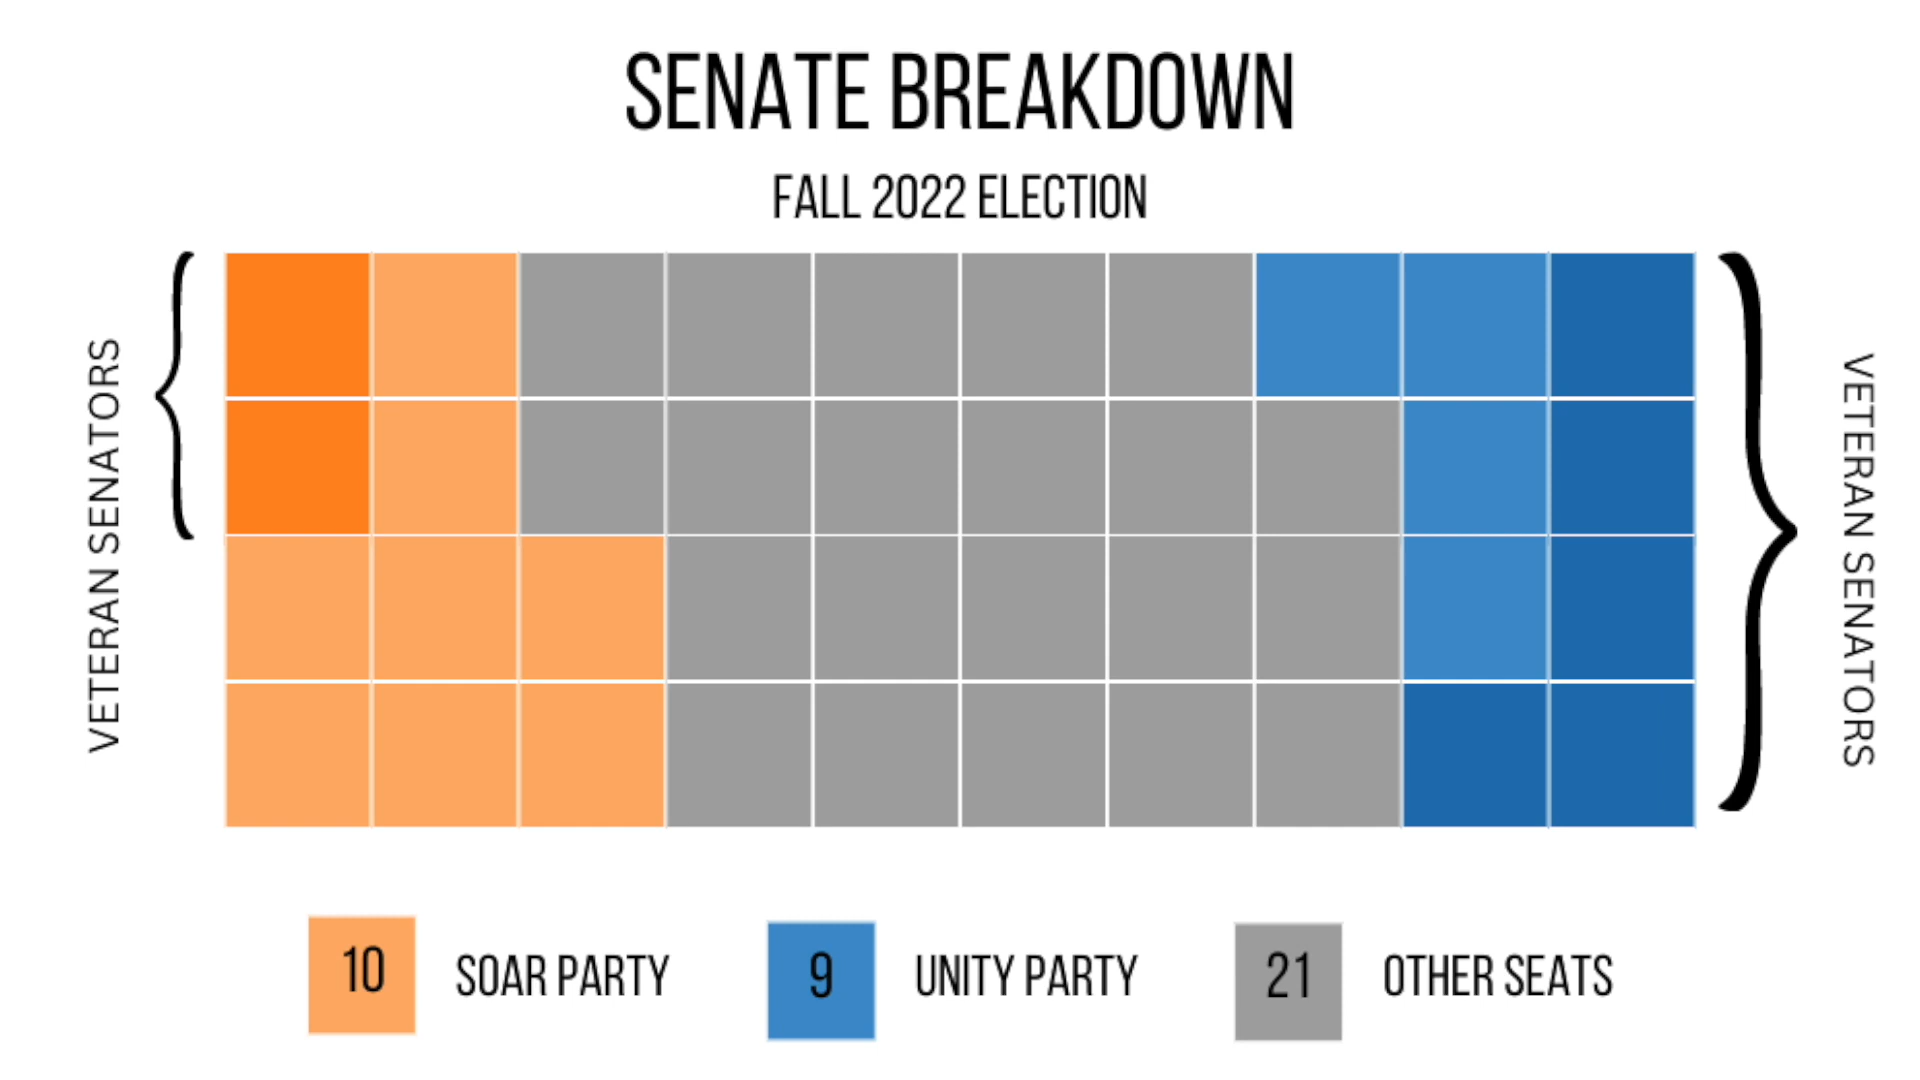 SENATE BREAKDOWN
FALL 2022 ELECTION
VETERAN SENATORS
VETERAN SENATORS
10 SOAR PARTY 9 UNITY PARTY 21 OTHER SEATS